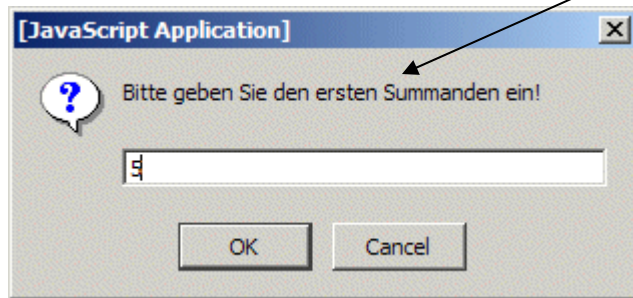 [JavaScript Application]
Bitte geben Sie den ersten Summanden ein!
5
OK
Cancel